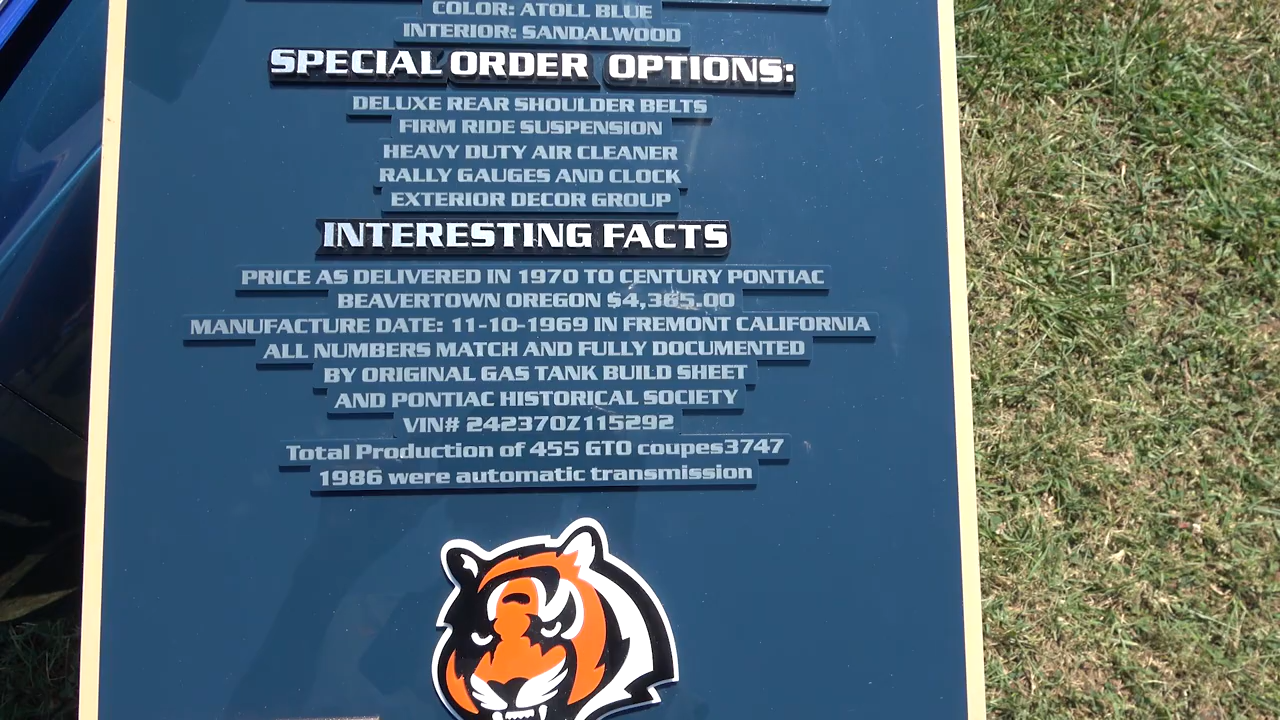 COLOR: ATOLL BLUE
INTERIOR: SANDALWOOD
SPECIAL ORDER OPTIONS:
DELUXE REAR SHOULDER BELTS
FIRM RIDE SUSPENSION
HEAVY DUTY AIR CLEANER
RALLY GAUGES AND CLOCK
EXTERIOR DECOR GROUP
INTERESTING FACTS
PRICE AS DELIVERED IN 1970 TO CENTURY PONTIAC
BEAVERTOWN OREGON $4,365.00
MANUFACTURE DATE: 11-10-1969 IN FREMONT CALIFORNIA
ALL NUMBERS MATCH AND FULLY DOCUMENTED
BY ORIGINAL GAS TANK BUILD SHEET
AND PONTIAC HISTORICAL SOCIETY
VIN# 242370Z115292
Total Production of 455 GTO coupes3747
1986 were automatic transmission